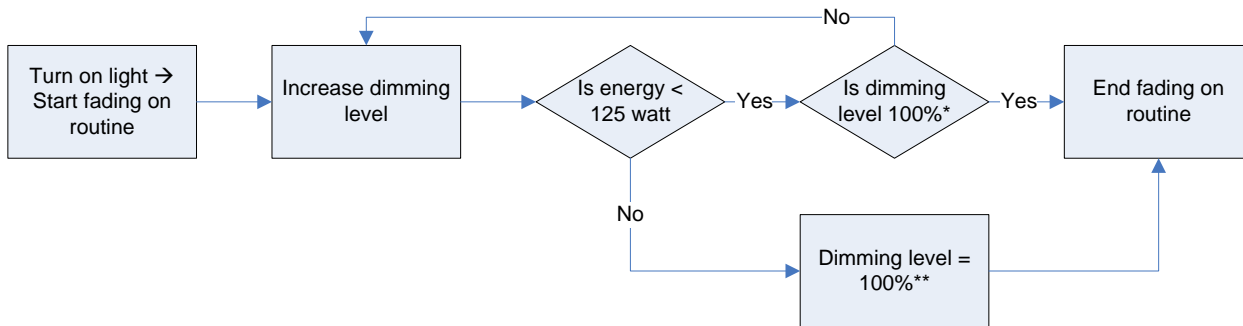 No
Turn on light →
Start fading on
routine
Increase dimming
level
Is energy <
125 watt
Yes
Is dimming
level 100%*
Yes
End fading on
routine
No
Dimming level =
100%**